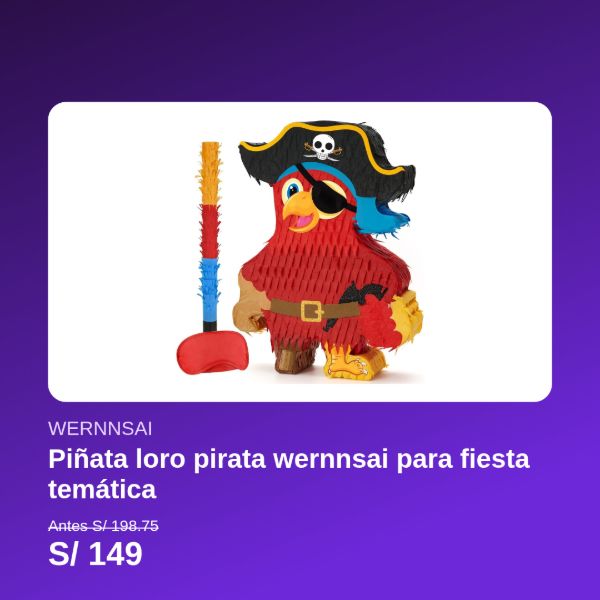 WERNNSAI
Piñata loro pirata wernnsai para fiesta
temática
Antes S/ 198.75
S/ 149